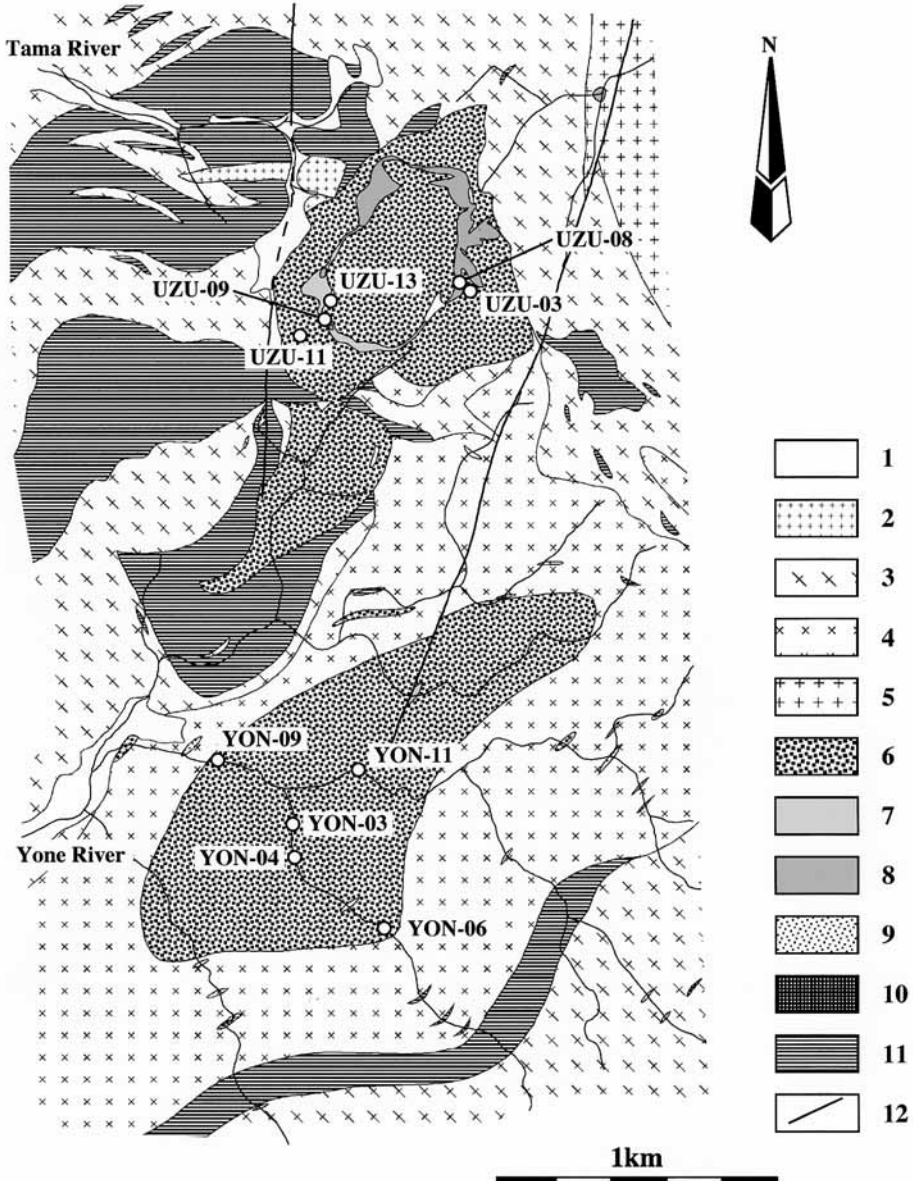 Tama River
N
UZU-08
UZU-13
UZU-09
UZU-03
UZU-11
1
2
3
4
5
6
7
8
9
10
11
12
YON-09
YON-11
YON-03
Yone River
YON-04
YON-06
1km